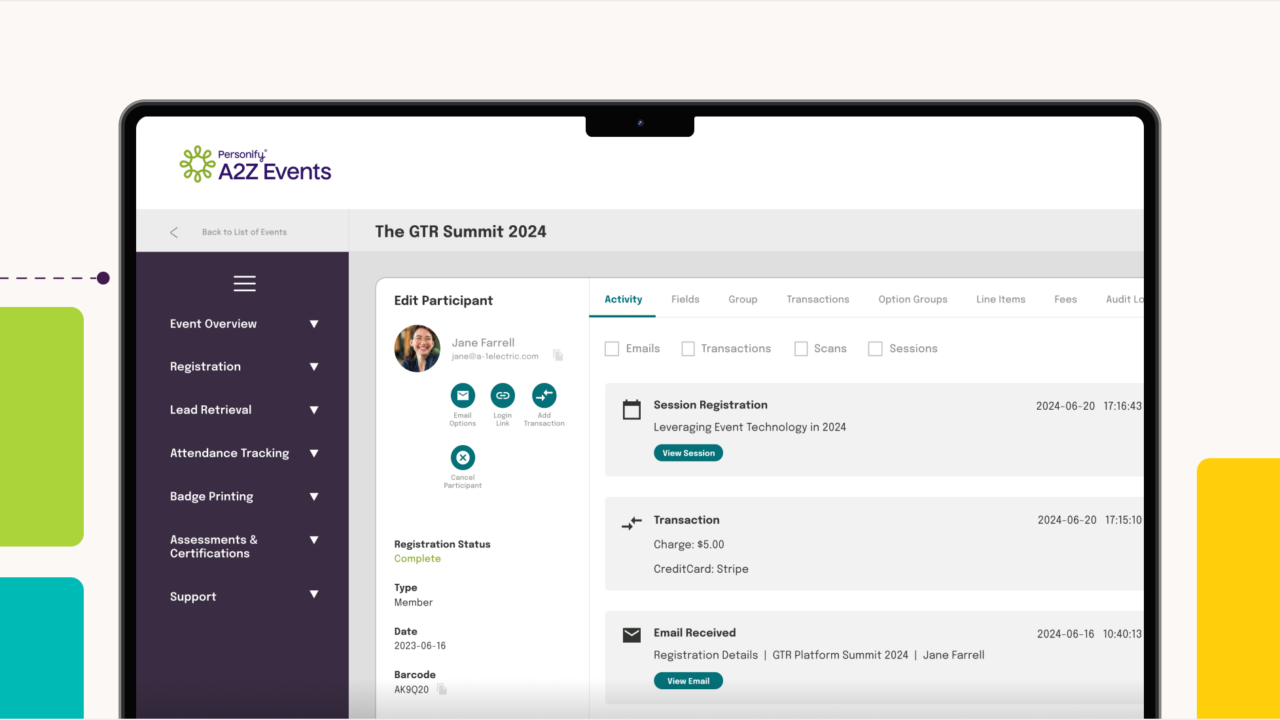 Personify®
A2Z Events
Back to List of Events
The GTR Summit 2024
Event Overview
Registration
Lead Retrieval
Attendance Tracking
Badge Printing
Assessments &
Certifications
Support
Edit Participant
Jane Farrell
jane@a-1electric.com
Email
Options
Login
Link
Add
Transaction
Cancel
Participant
Registration Status
Complete
Type
Member
Date
2023-06-16
Barcode
AK9Q20
Activity Fields Group Transactions Option Groups Line Items Fees Audit Lo
Emails Transactions Scans Sessions
Session Registration 2024-06-20 17:16:43
Leveraging Event Technology in 2024
View Session
Transaction 2024-06-20 17:15:10
Charge: $5.00
CreditCard: Stripe
Email Received 2024-06-16 10:40:13
Registration Details | GTR Platform Summit 2024 | Jane Farrell
View Email